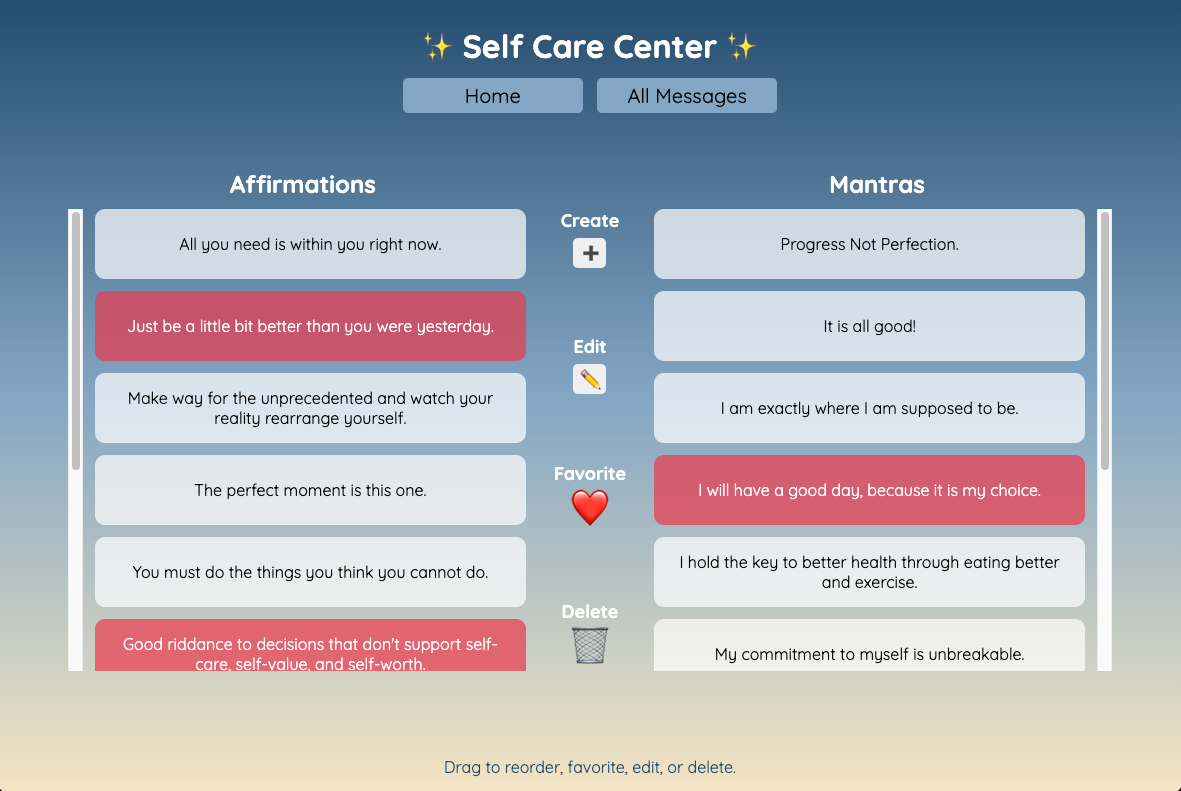 ✨ Self Care Center ✨
Home
All Messages
Affirmations
All you need is within you right now.
Just be a little bit better than you were yesterday.
Make way for the unprecedented and watch your
reality rearrange yourself.
The perfect moment is this one.
You must do the things you think you cannot do.
Good riddance to decisions that don't support self-
care, self-value, and self-worth.
Create
Edit
Favorite
Delete
Mantras
Progress Not Perfection.
It is all good!
I am exactly where I am supposed to be.
I will have a good day, because it is my choice.
I hold the key to better health through eating better
and exercise.
My commitment to myself is unbreakable.
Drag to reorder, favorite, edit, or delete.